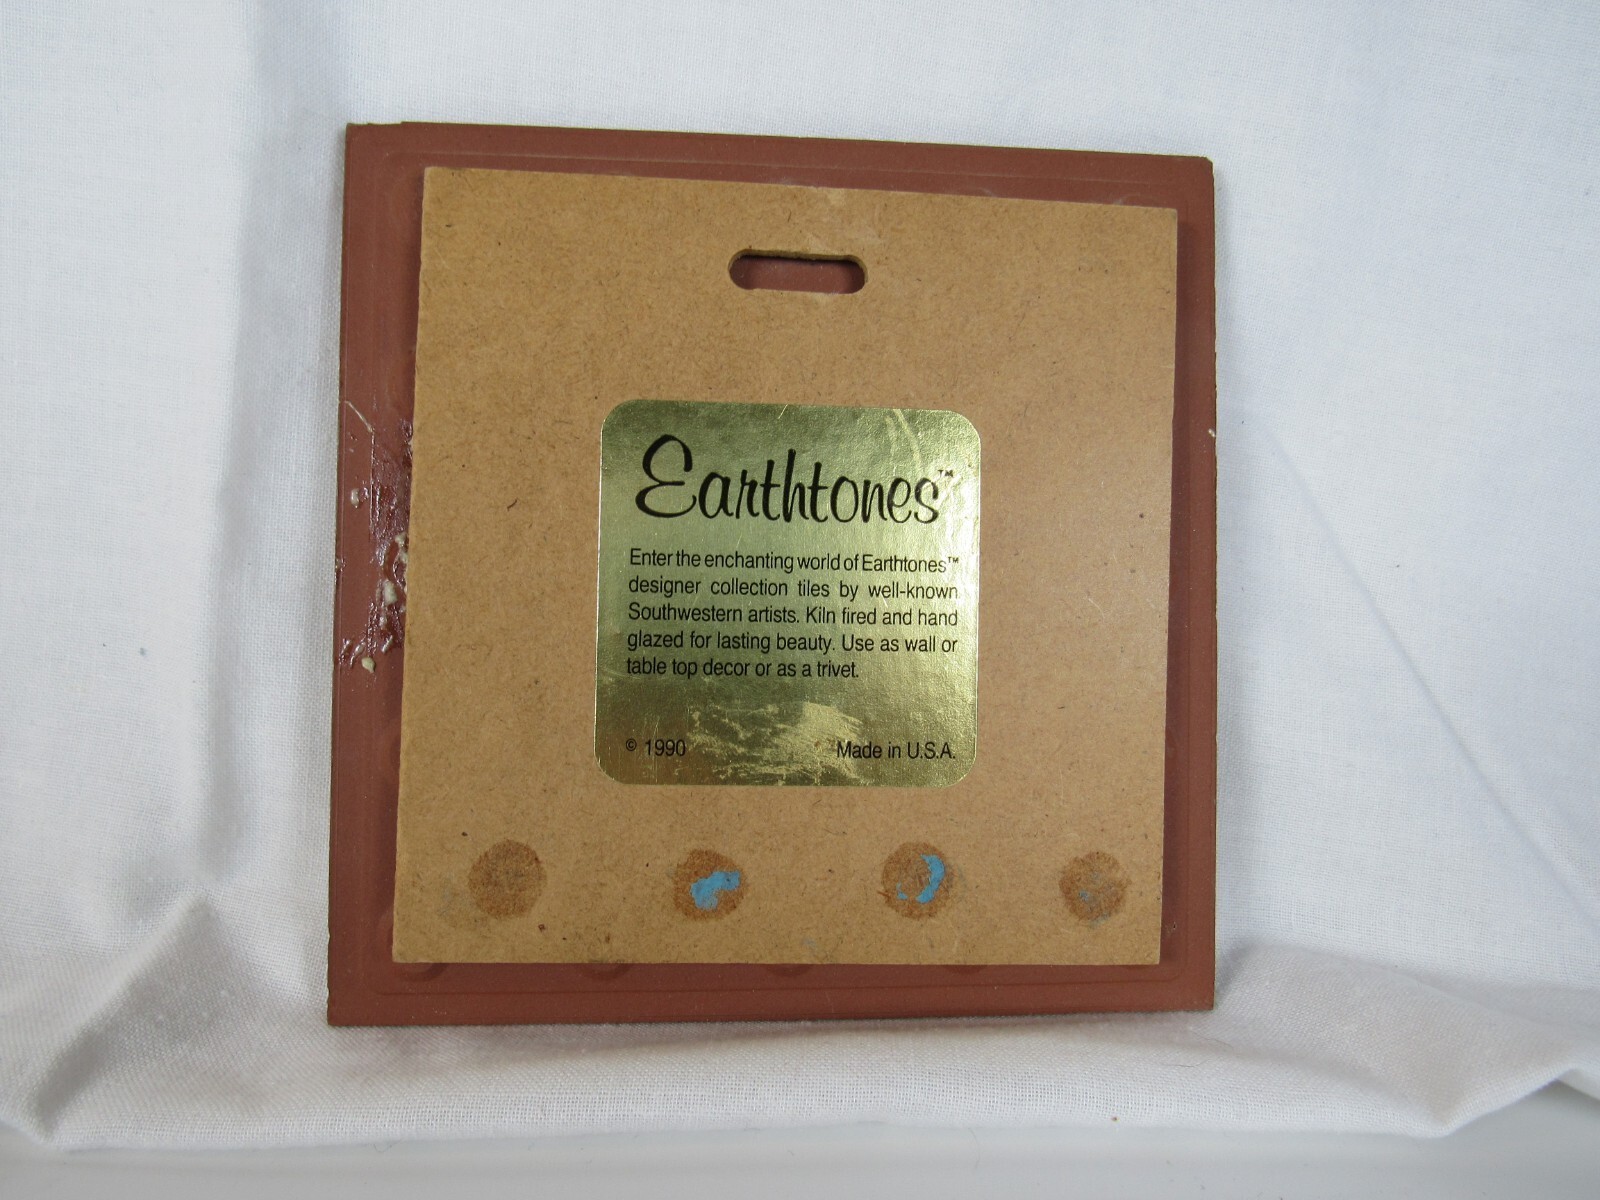 Earthtones™
Enter the enchanting world of Earthtones™
designer collection tiles by well-known
Southwestern artists. Kiln fired and hand
glazed for lasting beauty. Use as wall or
table top decor or as a trivet.
© 1990 Made in U.S.A.